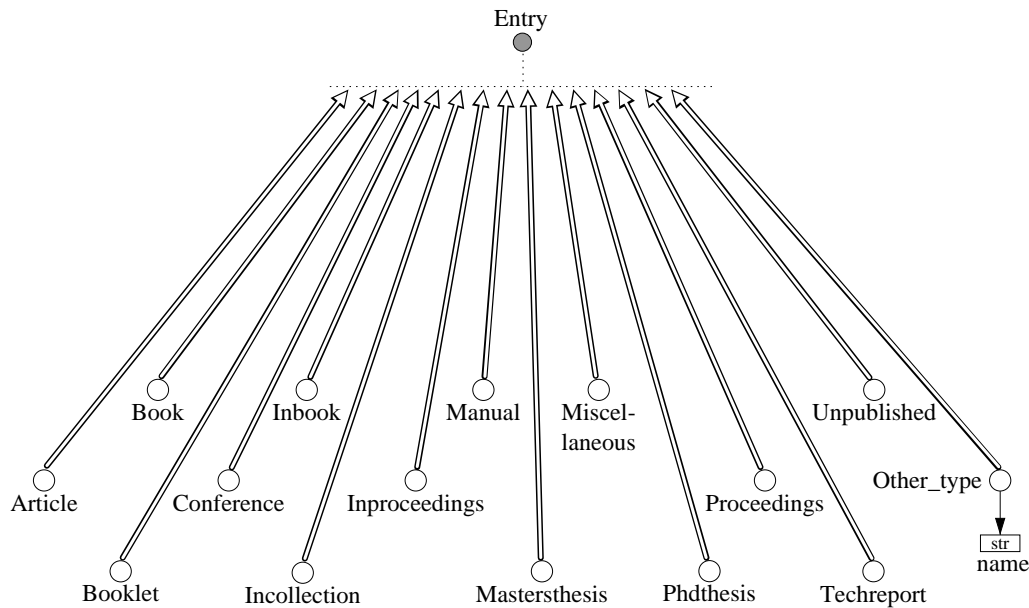 Entry
Book
Inbook
Manual
Miscel-
laneous
Unpublished
Article
Conference
Inproceedings
Proceedings
Other_type
str
name
Booklet
Incollection
Mastersthesis
Phdthesis
Techreport